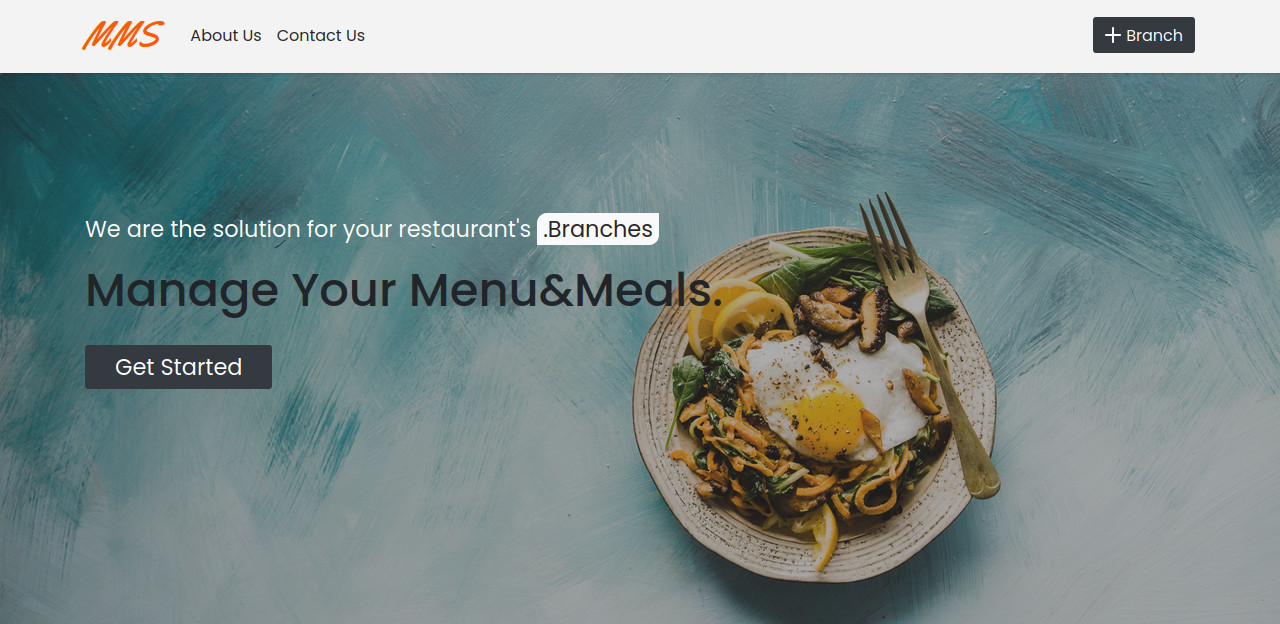 MMS About Us Contact Us + Branch
We are the solution for your restaurant's .Branches
Manage Your Menu&Meals.
Get Started